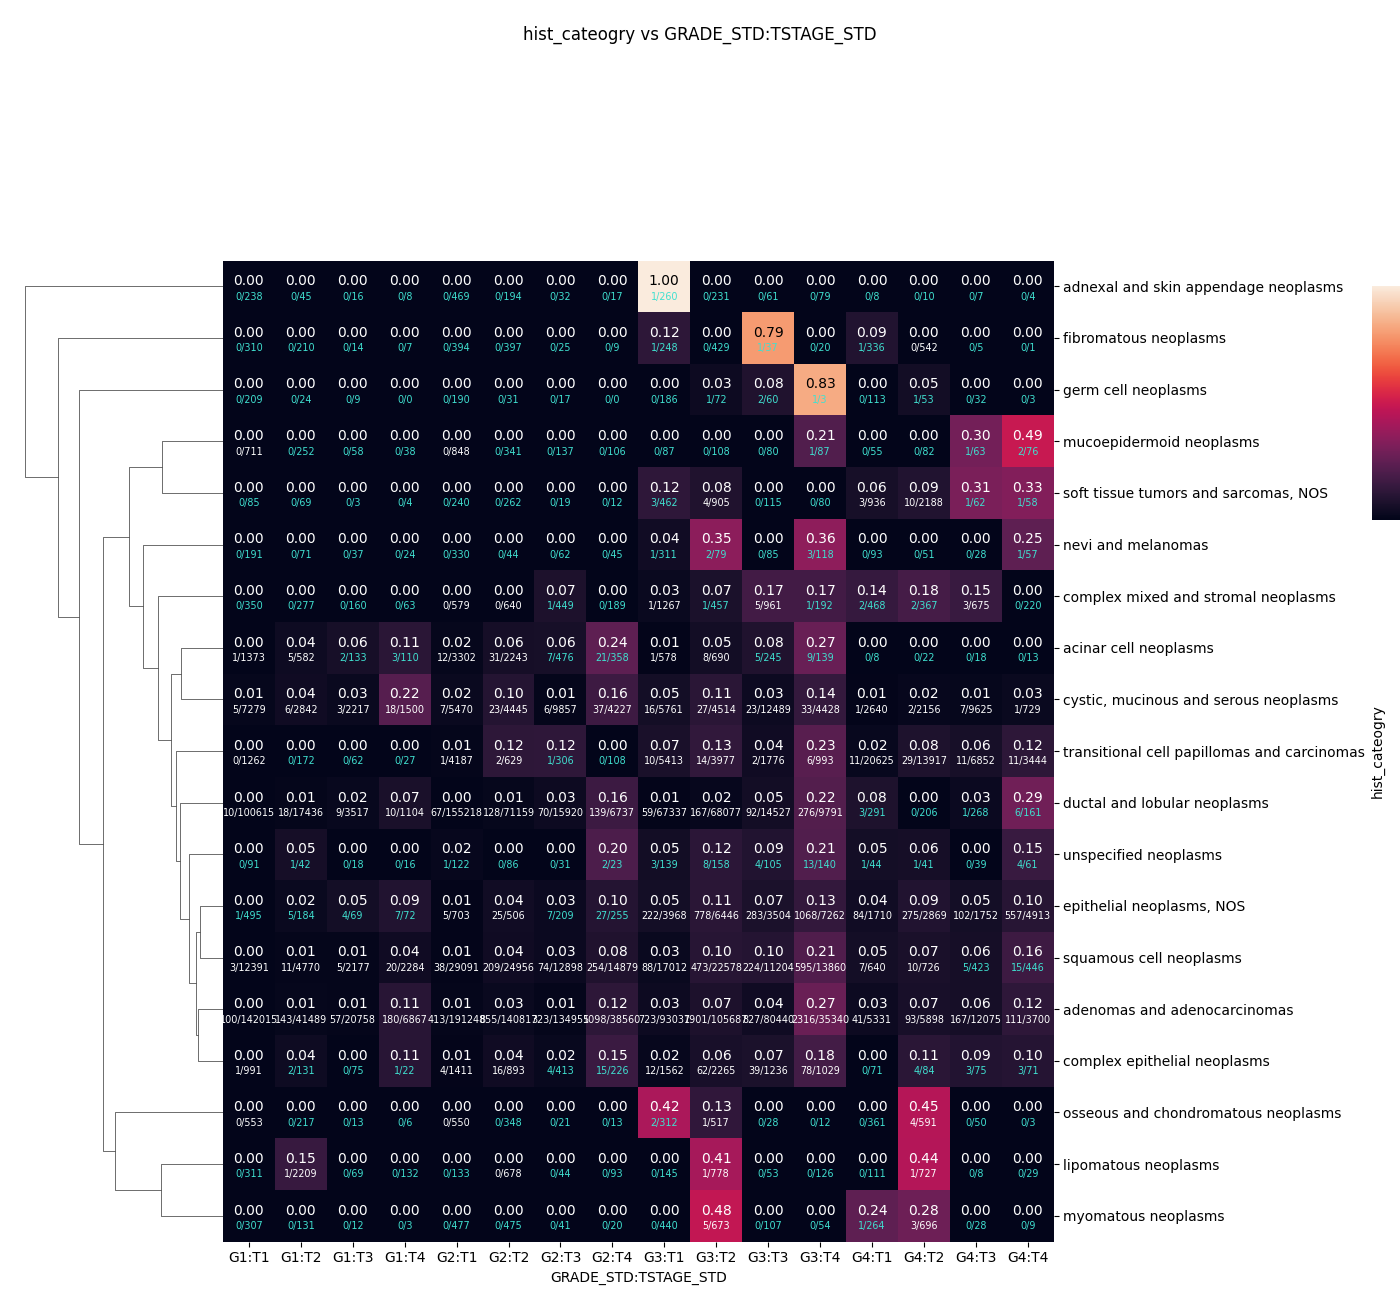 hist_cateogry vs GRADE_STD:TSTAGE_STD
0.00 0.00 0.00 0.00 0.00 0.00 0.00 0.00 1.00 0.00 0.00 0.00 0.00 0.00 0.00 0.00 adnexal and skin appendage neoplasms
0/238 0/45 0/16 0/8 0/469 0/194 0/32 0/17 1/260 0/231 0/61 0/79 0/8 0/10 0/7 0/4
0.00 0.00 0.00 0.00 0.00 0.00 0.00 0.00 0.12 0.00 0.79 0.00 0.09 0.00 0.00 0.00 fibromatous neoplasms
0/310 0/210 0/14 0/7 0/394 0/397 0/25 0/9 1/248 0/429 0/20 1/336 0/542 0/5 0/1
0.00 0.00 0.00 0.00 0.00 0.00 0.00 0.00 0.00 0.03 0.08 0.83 0.00 0.05 0.00 0.00 germ cell neoplasms
0/209 0/24 0/9 0/0 0/190 0/31 0/17 0/0 0/186 1/72 2/60 1/3 0/113 1/53 0/32 0/3
0.00 0.00 0.00 0.00 0.00 0.00 0.00 0.00 0.00 0.00 0.00 0.21 0.00 0.00 0.30 0.49 mucoepidermoid neoplasms
0/711 0/252 0/58 0/38 0/848 0/341 0/137 0/106 0/87 0/108 0/80 1/87 0/55 0/82 1/63 2/76
0.00 0.00 0.00 0.00 0.00 0.00 0.00 0.00 0.12 0.08 0.00 0.00 0.06 0.09 0.31 0.33 soft tissue tumors and sarcomas, NOS
0/85 0/69 0/3 0/4 0/240 0/262 0/19 0/12 3/462 4/905 0/115 0/80 3/936 10/2188 1/62 1/58
0.00 0.00 0.00 0.00 0.00 0.00 0.00 0.00 0.04 0.35 0.00 0.36 0.00 0.00 0.00 0.25 nevi and melanomas
0/191 0/71 0/37 0/24 0/330 0/44 0/62 0/45 1/311 2/79 0/85 3/118 0/93 0/51 0/28 1/57
0.00 0.00 0.00 0.00 0.00 0.00 0.07 0.00 0.03 0.07 0.17 0.17 0.14 0.18 0.15 0.00 complex mixed and stromal neoplasms
0/350 0/277 0/160 0/63 0/579 0/640 1/449 0/189 1/1267 1/457 5/961 1/192 2/468 2/367 3/675 0/220
0.00 0.04 0.06 0.11 0.02 0.06 0.06 0.24 0.01 0.05 0.08 0.27 0.00 0.00 0.00 0.00 acinar cell neoplasms
1/1373 5/582 2/133 3/110 12/3302 31/2243 7/476 21/358 1/578 8/690 5/245 9/139 0/8 0/22 0/18 0/13
0.01 0.04 0.03 0.22 0.02 0.10 0.01 0.16 0.05 0.11 0.03 0.14 0.01 0.02 0.01 0.03 cystic, mucinous and serous neoplasms
5/7279 6/2842 3/2217 18/1500 7/5470 23/4445 6/9857 37/4227 16/5761 27/4514 23/12489 33/4428 1/2640 2/2156 7/9625 1/729
0.00 0.00 0.00 0.00 0.01 0.12 0.12 0.00 0.07 0.13 0.04 0.23 0.02 0.08 0.06 0.12 transitional cell papillomas and carcinomas
0/1262 0/172 0/62 0/27 1/4187 2/629 1/306 0/108 10/5413 14/3977 2/1776 6/993 11/20625 29/13917 11/6852 11/3444
0.00 0.01 0.02 0.07 0.00 0.01 0.03 0.16 0.01 0.02 0.05 0.22 0.08 0.00 0.03 0.29 ductal and lobular neoplasms
10/100615 18/17436 9/3517 10/1104 67/155218 128/71159 70/15920 139/6737 59/67337 167/68077 92/14527 276/9791 3/291 0/206 1/268 6/161
0.00 0.05 0.00 0.00 0.02 0.00 0.00 0.20 0.05 0.12 0.09 0.21 0.05 0.06 0.00 0.15 unspecified neoplasms
0/91 1/42 0/18 0/16 1/122 0/86 0/31 2/23 3/139 8/158 4/105 13/140 1/44 1/41 0/39 4/61
0.00 0.02 0.05 0.09 0.01 0.05 0.03 0.10 0.05 0.11 0.07 0.13 0.04 0.09 0.05 0.10 epithelial neoplasms, NOS
1/495 5/184 4/69 7/72 5/703 25/506 7/209 27/255 222/3968 778/6446 283/3504 1068/7262 84/1710 275/2869 102/1752 557/4913
0.00 0.01 0.01 0.04 0.01 0.04 0.03 0.08 0.03 0.10 0.10 0.21 0.05 0.07 0.06 0.16 squamous cell neoplasms
3/12391 11/4770 5/2177 20/2284 38/29091 209/24956 74/12898 254/14879 88/17012 473/22578 224/11204 595/13860 7/640 10/726 5/423 15/446
0.00 0.01 0.01 0.11 0.01 0.03 0.01 0.12 0.03 0.07 0.04 0.27 0.03 0.07 0.06 0.12 adenomas and adenocarcinomas
100/142015 143/41489 57/20758 180/6867 2316/35340 41/5331 93/5898 167/12075 111/3700
0.00 0.04 0.00 0.11 0.01 0.04 0.02 0.15 0.02 0.06 0.07 0.18 0.00 0.11 0.09 0.10 complex epithelial neoplasms
1/991 2/131 0/75 1/22 4/1411 16/893 4/413 15/226 12/1562 62/2265 39/1236 78/1029 0/71 4/84 3/75 3/71
0.00 0.00 0.00 0.00 0.00 0.00 0.00 0.00 0.42 0.13 0.00 0.00 0.00 0.45 0.00 0.00 osseous and chondromatous neoplasms
0/553 0/217 0/13 0/6 0/550 0/348 0/21 0/13 2/312 1/517 0/28 0/12 0/361 4/591 0/50 0/3
0.00 0.15 0.00 0.00 0.00 0.00 0.00 0.00 0.00 0.41 0.00 0.00 0.00 0.44 0.00 0.00 lipomatous neoplasms
0/311 1/2209 0/69 0/132 0/133 0/678 0/44 0/93 0/145 1/778 0/53 0/126 0/111 1/727 0/8 0/29
0.00 0.00 0.00 0.00 0.00 0.00 0.00 0.00 0.00 0.48 0.00 0.00 0.24 0.28 0.00 0.00 myomatous neoplasms
0/307 0/131 0/12 0/3 0/477 0/475 0/41 0/20 0/440 5/673 0/107 0/54 1/264 3/696 0/28 0/9
G1:T1 G1:T2 G1:T3 G1:T4 G2:T1 G2:T2 G2:T3 G2:T4 G3:T1 G3:T2 G3:T3 G3:T4 G4:T1 G4:T2 G4:T3 G4:T4
GRADE_STD:TSTAGE_STD
hist_cateogry